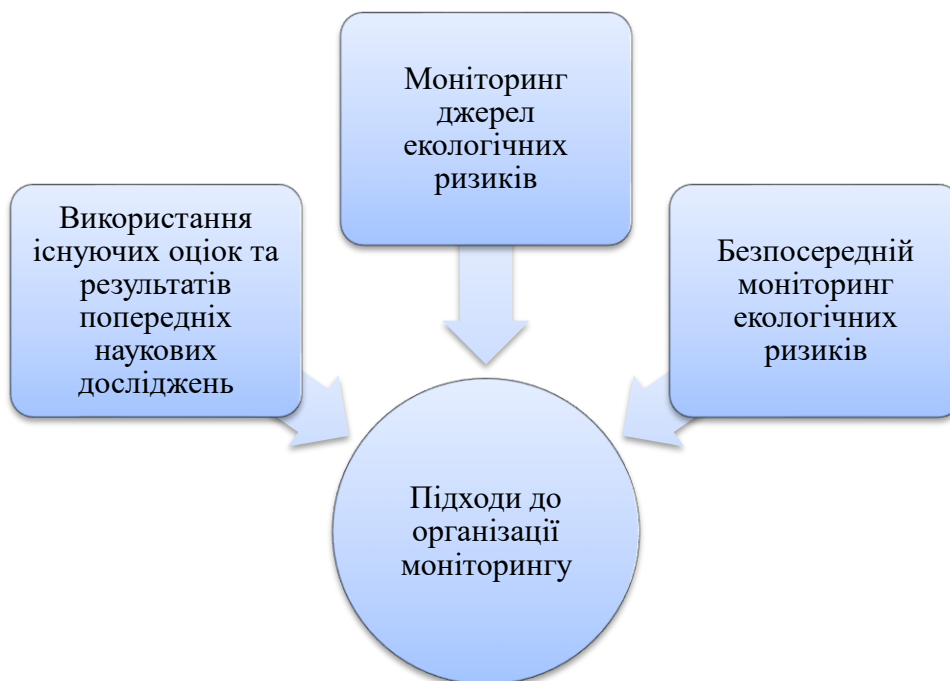 Моніторинг
джерел
екологічних
ризиків
Використання
існуючих оціок та
результатів
попередніх
наукових
досліджень
Безпосередній
моніторинг
екологічних
ризиків
Підходи до
організації
моніторингу